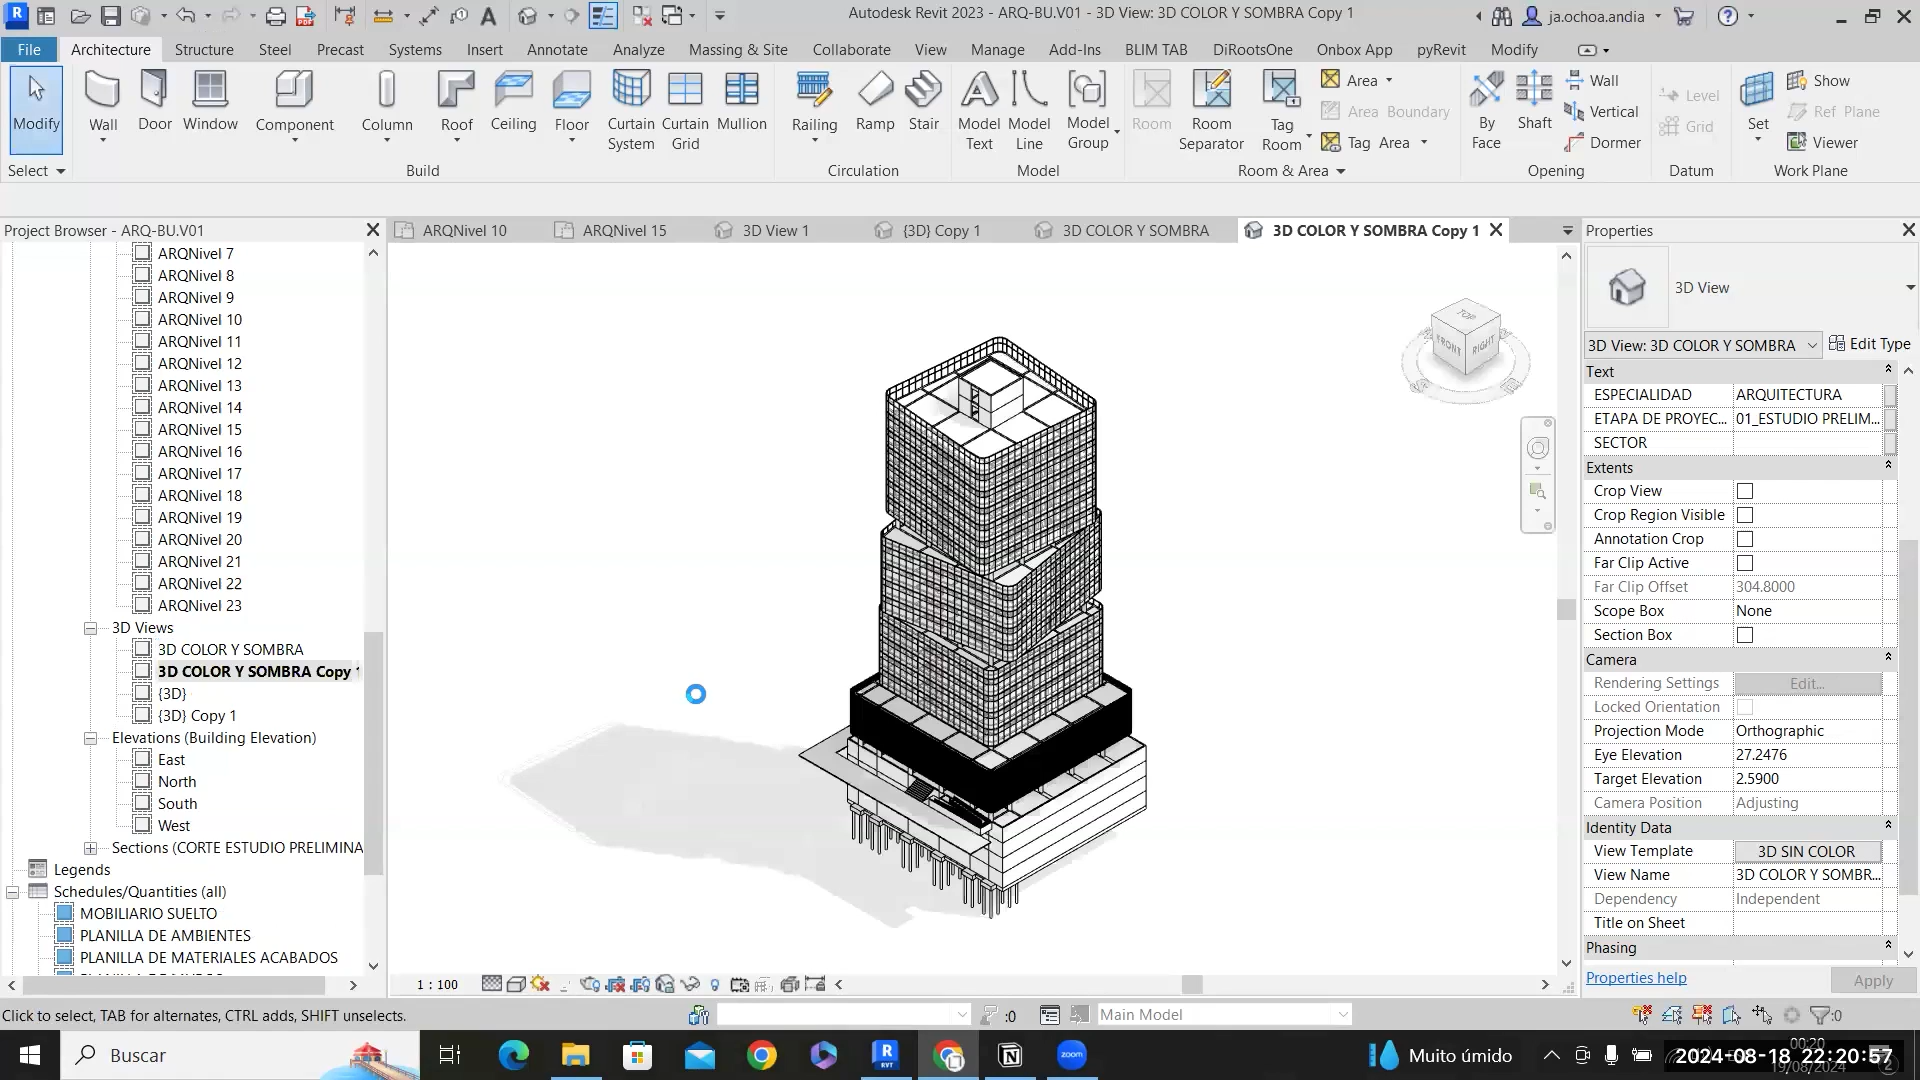 Autodesk Revit 2023 - ARQ-BU.V01 - 3D View: 3D COLOR Y SOMBRA Copy 1
ja.ochoa.andia
File Architecture Structure Steel Precast Systems Insert Annotate Analyze Massing & Site Collaborate View Manage Add-Ins BLIM TAB DiRootsOne Onbox App pyRevit Modify
Modify
Wall
Door
Window
Component
Column
Roof
Ceiling
Floor
Curtain System
Curtain Grid
Mullion
Railing
Ramp
Stair
Model Text
Model Line
Model Group
Room
Room Separator
Tag Room
Area
Area Boundary
Tag Area
By Face
Shaft
Wall
Vertical
Dormer
Level
Grid
Set
Show
Ref Plane
Viewer
Select
Build
Circulation
Model
Room & Area
Opening
Datum
Work Plane
Project Browser - ARQ-BU.V01
ARQNivel 7
ARQNivel 8
ARQNivel 9
ARQNivel 10
ARQNivel 11
ARQNivel 12
ARQNivel 13
ARQNivel 14
ARQNivel 15
ARQNivel 16
ARQNivel 17
ARQNivel 18
ARQNivel 19
ARQNivel 20
ARQNivel 21
ARQNivel 22
ARQNivel 23
3D Views
3D COLOR Y SOMBRA
3D COLOR Y SOMBRA Copy
{3D}
{3D} Copy 1
Elevations (Building Elevation)
East
North
South
West
Sections (CORTE ESTUDIO PRELIMINA
Legends
Schedules/Quantities (all)
MOBILIARIO SUELTO
PLANILLA DE AMBIENTES
PLANILLA DE MATERIALES ACABADOS
ARQNivel 10
ARQNivel 15
3D View 1
{3D} Copy 1
3D COLOR Y SOMBRA
3D COLOR Y SOMBRA Copy 1
TOP
FRONT
RIGHT
1 : 100
Properties
3D View
3D View: 3D COLOR Y SOMBRA
Edit Type
Text
ESPECIALIDAD ARQUITECTURA
ETAPA DE PROYEC... 01_ESTUDIO PRELIM...
SECTOR
Extents
Crop View
Crop Region Visible
Annotation Crop
Far Clip Active
Far Clip Offset 304.8000
Scope Box None
Section Box
Camera
Rendering Settings Edit...
Locked Orientation
Projection Mode Orthographic
Eye Elevation 27.2476
Target Elevation 2.5900
Camera Position Adjusting
Identity Data
View Template 3D SIN COLOR
View Name 3D COLOR Y SOMBR...
Dependency Independent
Title on Sheet
Phasing
Properties help
Apply
Click to select, TAB for alternates, CTRL adds, SHIFT unselects.
:0
Main Model
:0
Buscar
RVT
zoom
Muito úmido
00:20
2024-08-18 22:20:57
19/08/2024
2